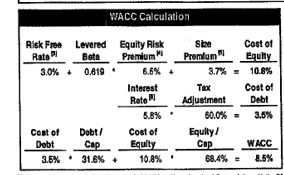 WACC Calculation
Risk Free Levered Equity Risk Size Cost of
Rate [3] Beta Premium [4] Premium [5] Equity
3.0% + 0.619 * 6.6% + 3.7% = 10.8%
Interest Tax Cost of
Rate [6] Adjustment Debt
5.8% * 60.0% = 3.5%
Cost of Debt / Cost of Equity /
Debt Cap Equity Cap WACC
3.5% * 31.6% + 10.8% * 68.4% = 8.5%